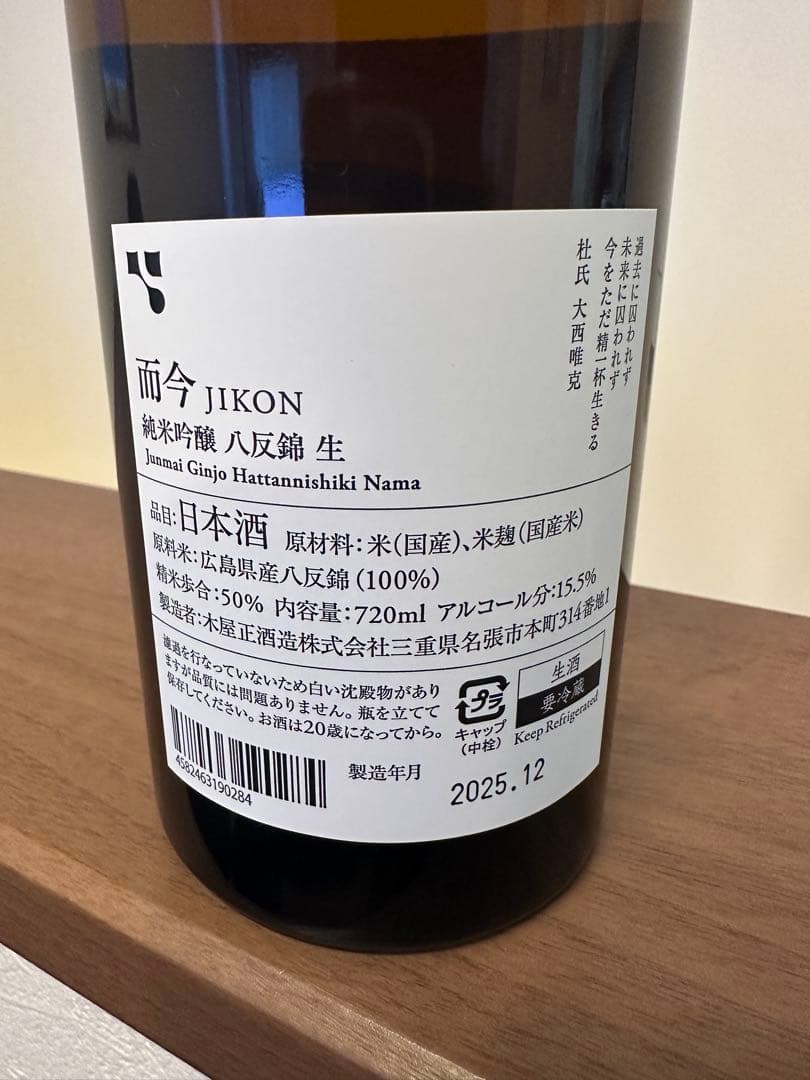 過去に囚われず
未来に囚われず
今をただ精一杯生きる
杜氏 大西唯克
而今 JIKON
純米吟醸 八反錦 生
Junmai Ginjo Hattannishiki Nama
品目:日本酒 原材料:米(国産)、米麹(国産米)
原料米:広島県産八反錦(100%)
精米歩合:50% 内容量:720ml アルコール分:15.5%
製造者:木屋正酒造株式会社三重県名張市本町314番地1
濾過を行なっていないため白い沈殿物があり
ますが品質には問題ありません。瓶を立てて
保存してください。お酒は20歳になってから。
プラ
キャップ
(中栓)
生酒
要冷蔵
Keep Refrigerated
4582463190284
製造年月
2025.12